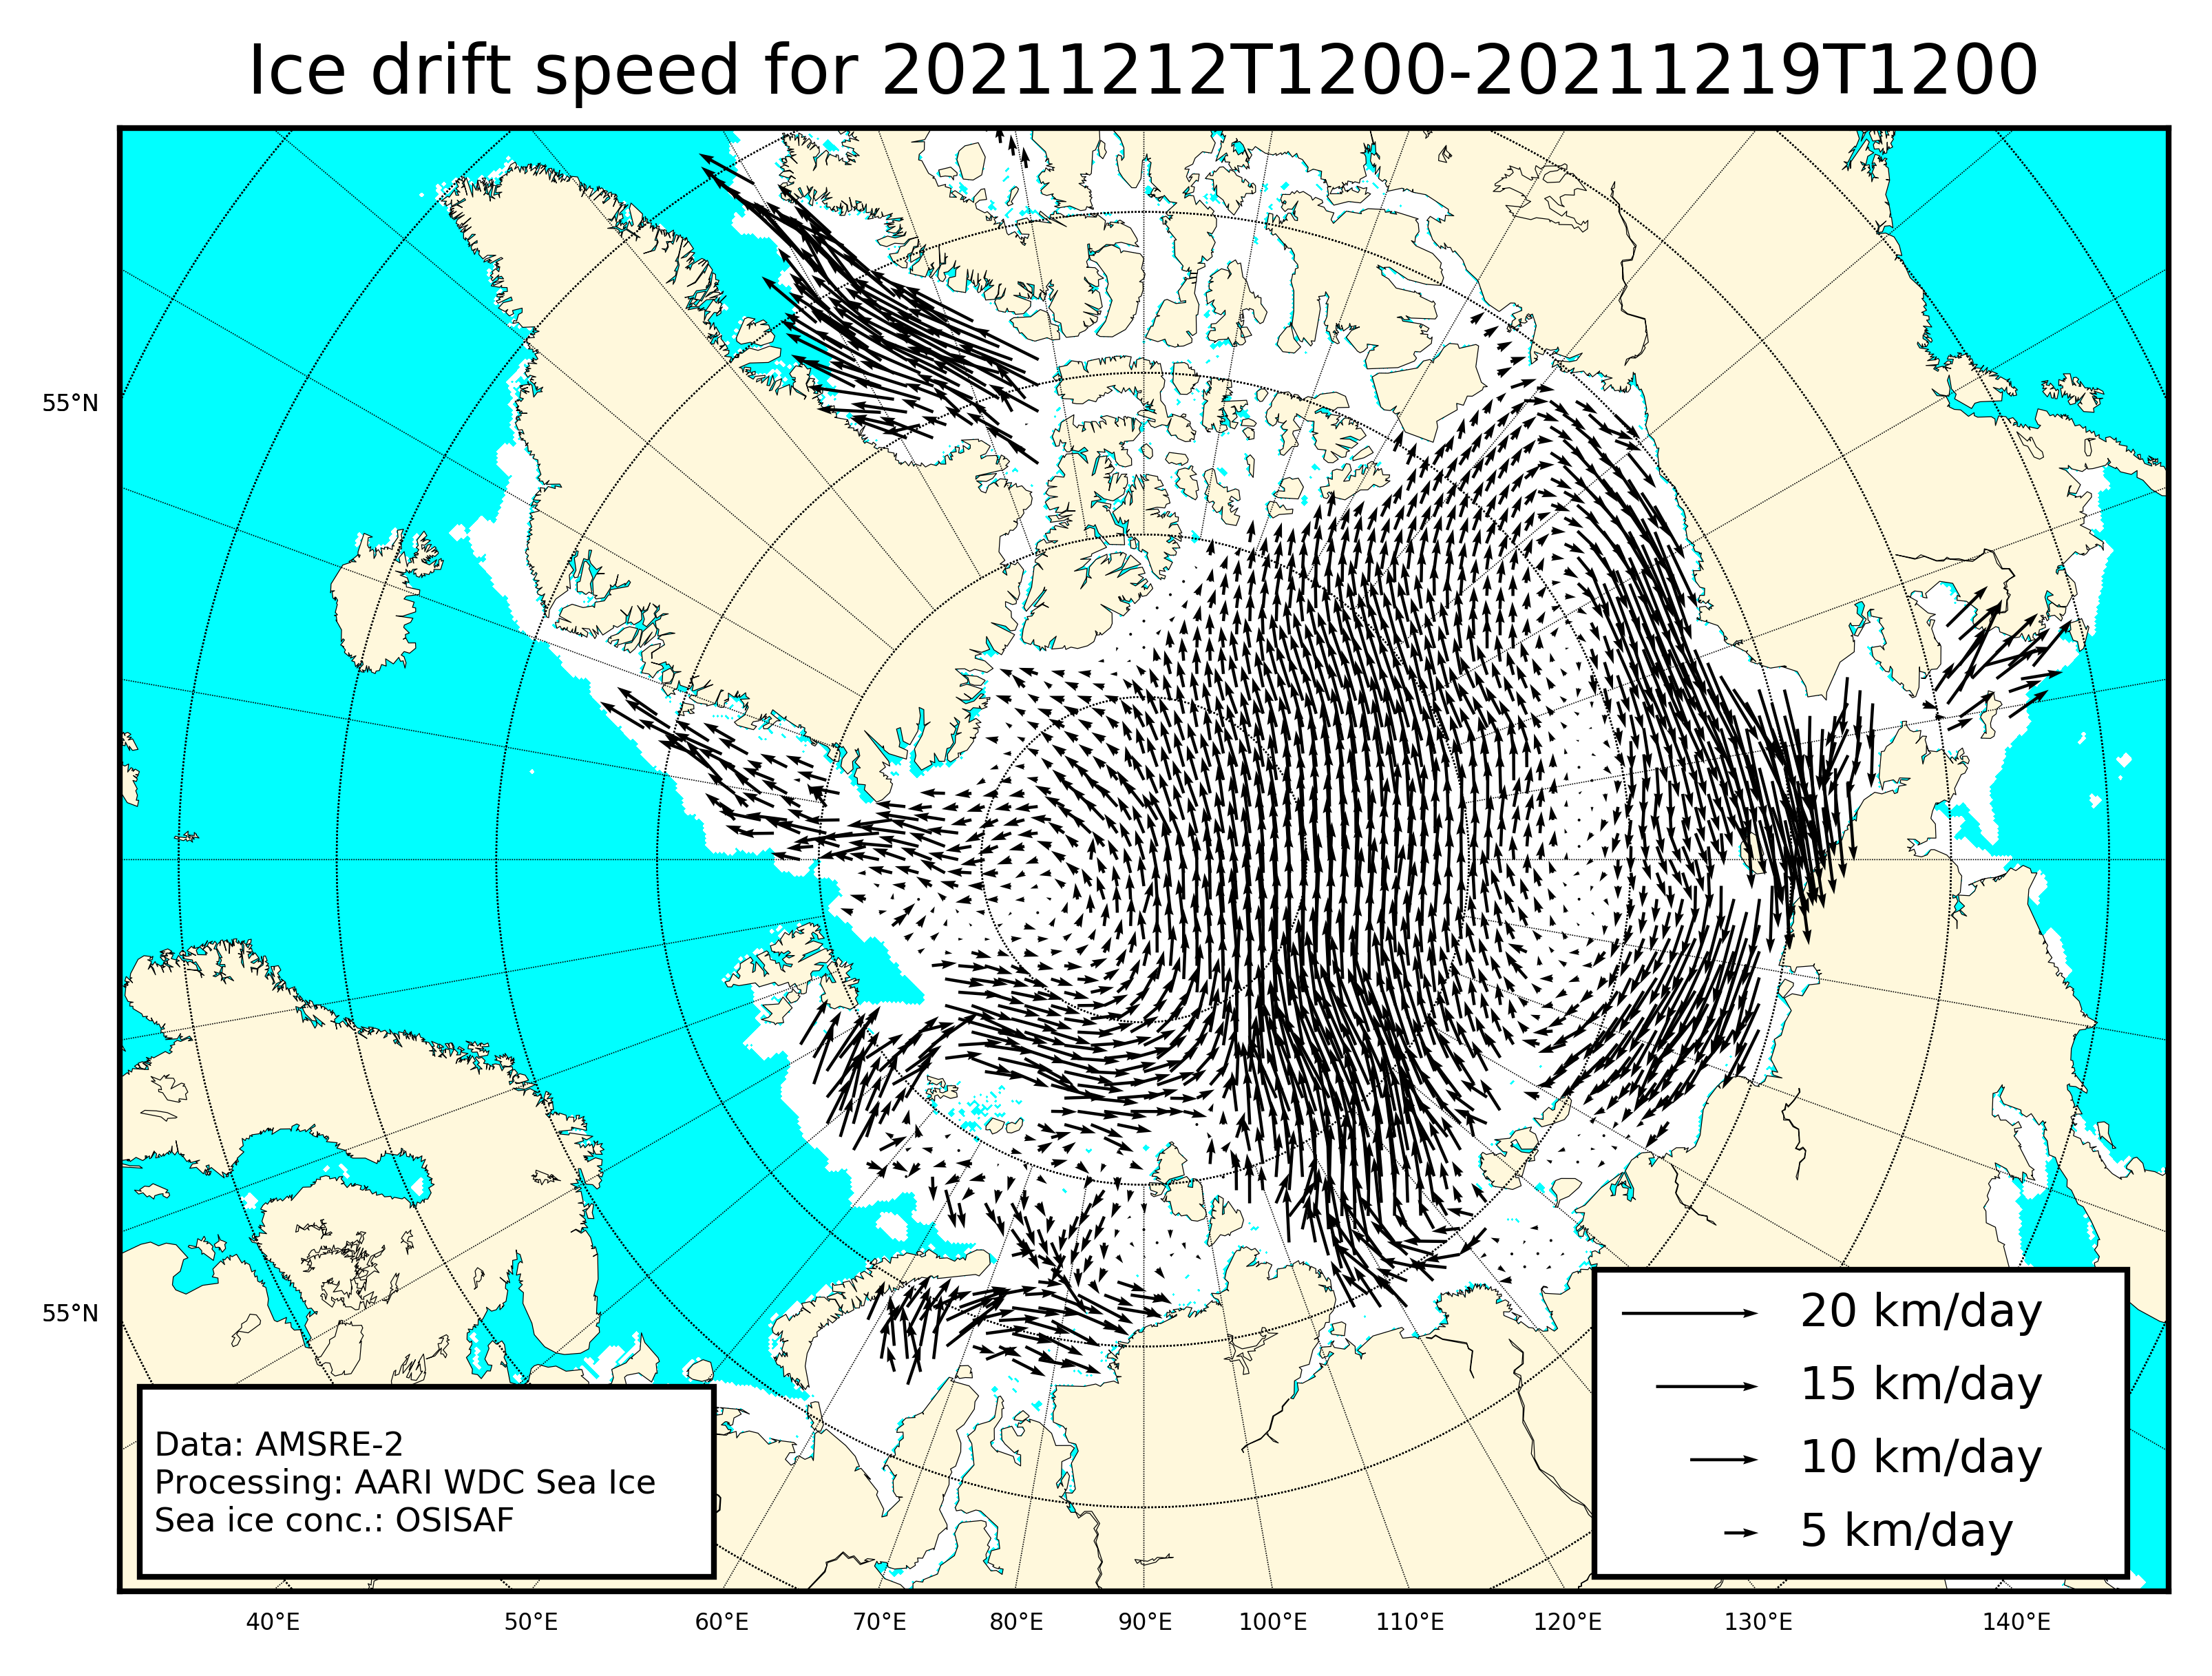 Ice drift speed for 20211212T1200-20211219T1200
55°N
55°N
20 km/day
15 km/day
10 km/day
5 km/day
Data: AMSRE-2
Processing: AARI WDC Sea Ice
Sea ice conc.: OSISAF
40°E 50°E 60°E 70°E 80°E 90°E 100°E 110°E 120°E 130°E 140°E